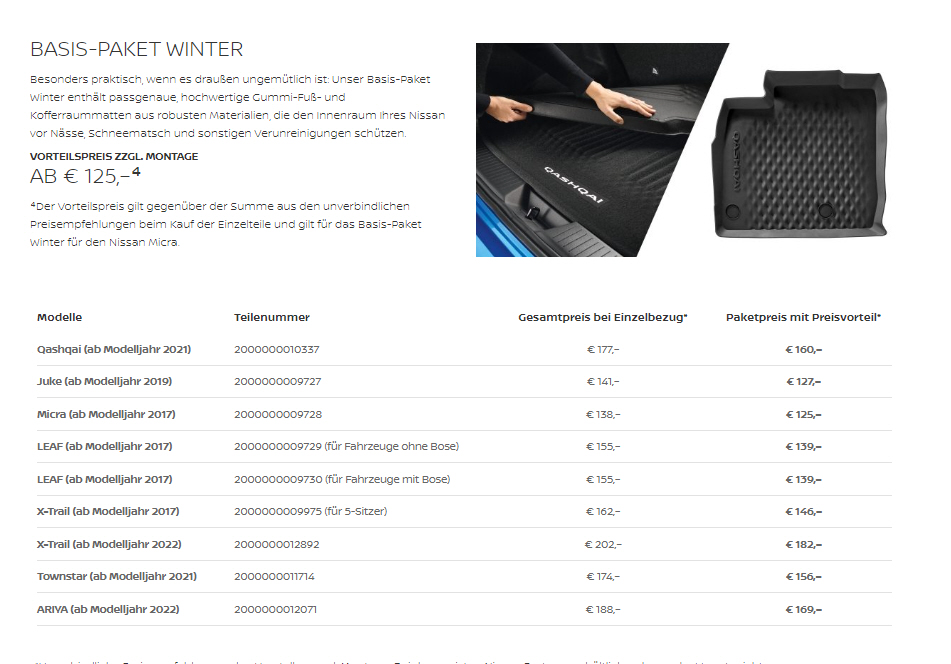 BASIS-PAKET WINTER
Besonders praktisch, wenn es draußen ungemütlich ist: Unser Basis-Paket
Winter enthält passgenaue, hochwertige Gummi-Fuß- und
Kofferraummatten aus robusten Materialien, die den Innenraum Ihres Nissan
vor Nässe, Schneematsch und sonstigen Verunreinigungen schützen.
VORTEILSPREIS ZZGL. MONTAGE
AB € 125,–⁴
⁴Der Vorteilspreis gilt gegenüber der Summe aus den unverbindlichen
Preisempfehlungen beim Kauf der Einzelteile und gilt für das Basis-Paket
Winter für den Nissan Micra.
QASHQAI
QASHQAI
Modelle Teilenummer Gesamtpreis bei Einzelbezug* Paketpreis mit Preisvorteil*
Qashqai (ab Modelljahr 2021) 2000000010337 € 177,– € 160,–
Juke (ab Modelljahr 2019) 2000000009727 € 141,– € 127,–
Micra (ab Modelljahr 2017) 2000000009728 € 138,– € 125,–
LEAF (ab Modelljahr 2017) 2000000009729 (für Fahrzeuge ohne Bose) € 155,– € 139,–
LEAF (ab Modelljahr 2017) 2000000009730 (für Fahrzeuge mit Bose) € 155,– € 139,–
X-Trail (ab Modelljahr 2017) 2000000009975 (für 5-Sitzer) € 162,– € 146,–
X-Trail (ab Modelljahr 2022) 2000000012892 € 202,– € 182,–
Townstar (ab Modelljahr 2021) 2000000011714 € 174,– € 156,–
ARIYA (ab Modelljahr 2022) 2000000012071 € 188,– € 169,–